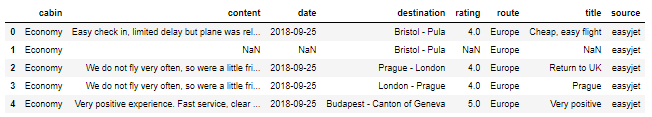 cabin content date destination rating route title source
0 Economy Easy check in, limited delay but plane was rel... 2018-09-25 Bristol - Pula 4.0 Europe Cheap, easy flight easyjet
1 Economy NaN NaN Bristol - Pula NaN Europe NaN easyjet
2 Economy We do not fly very often, so were a little fri... 2018-09-25 Prague - London 4.0 Europe Return to UK easyjet
3 Economy We do not fly very often, so were a little fri... 2018-09-25 London - Prague 4.0 Europe Prague easyjet
4 Economy Very positive experience. Fast service, clear ... 2018-09-25 Budapest - Canton of Geneva 5.0 Europe Very positive easyjet